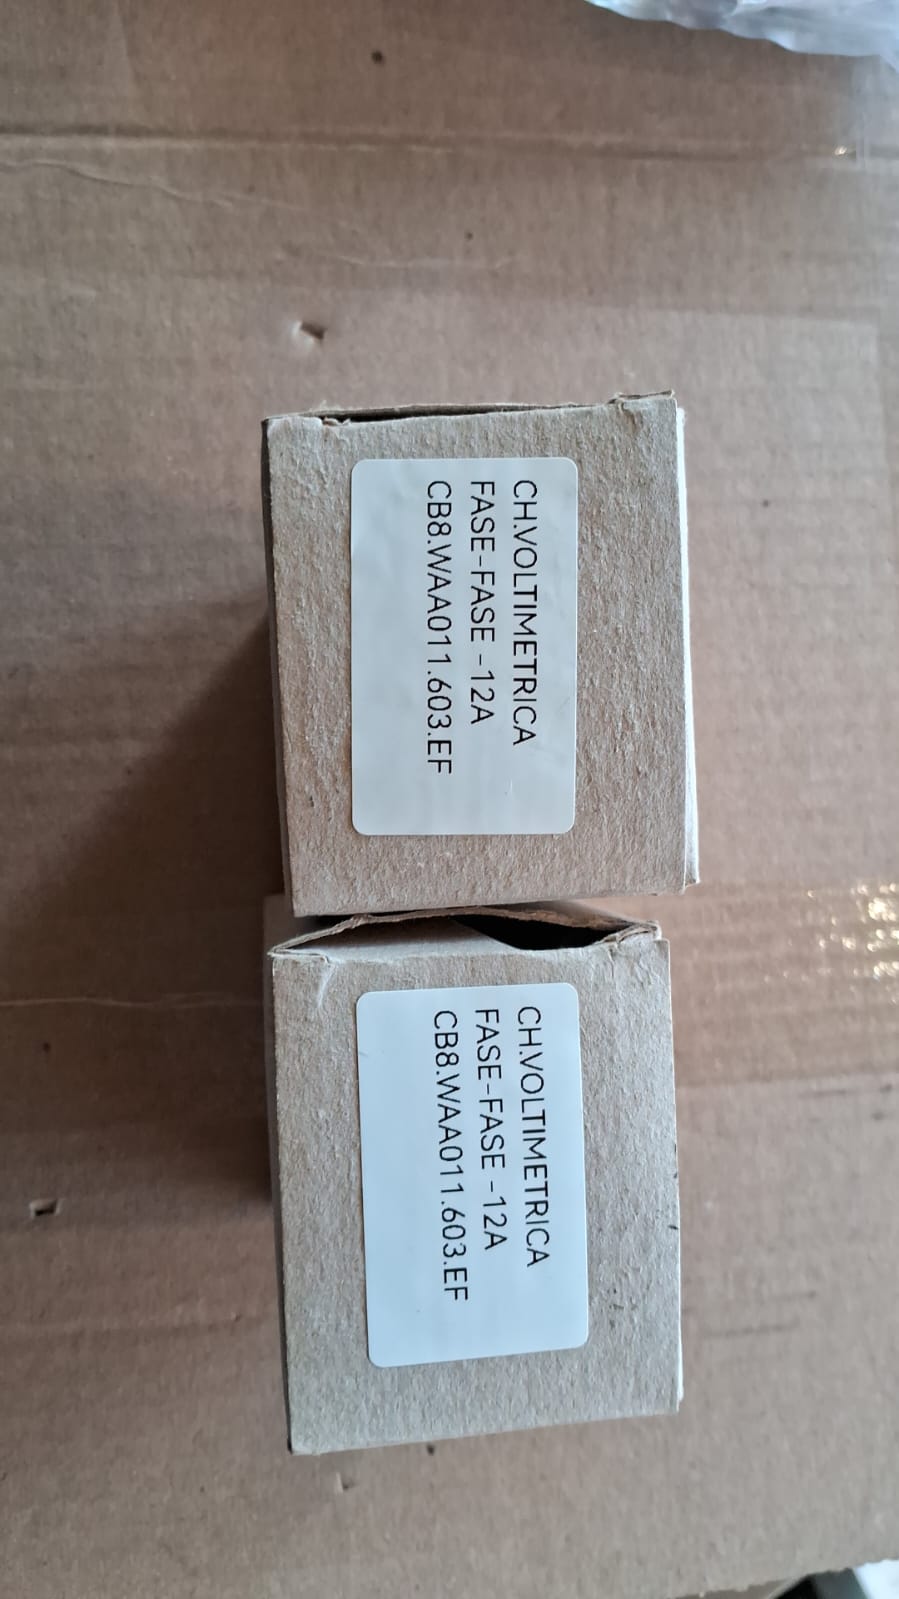 CH.VOLTIMETRICA
FASE-FASE -12A
CB8.WAA011.603.EF
CH.VOLTIMETRICA
FASE-FASE -12A
CB8.WAA011.603.EF